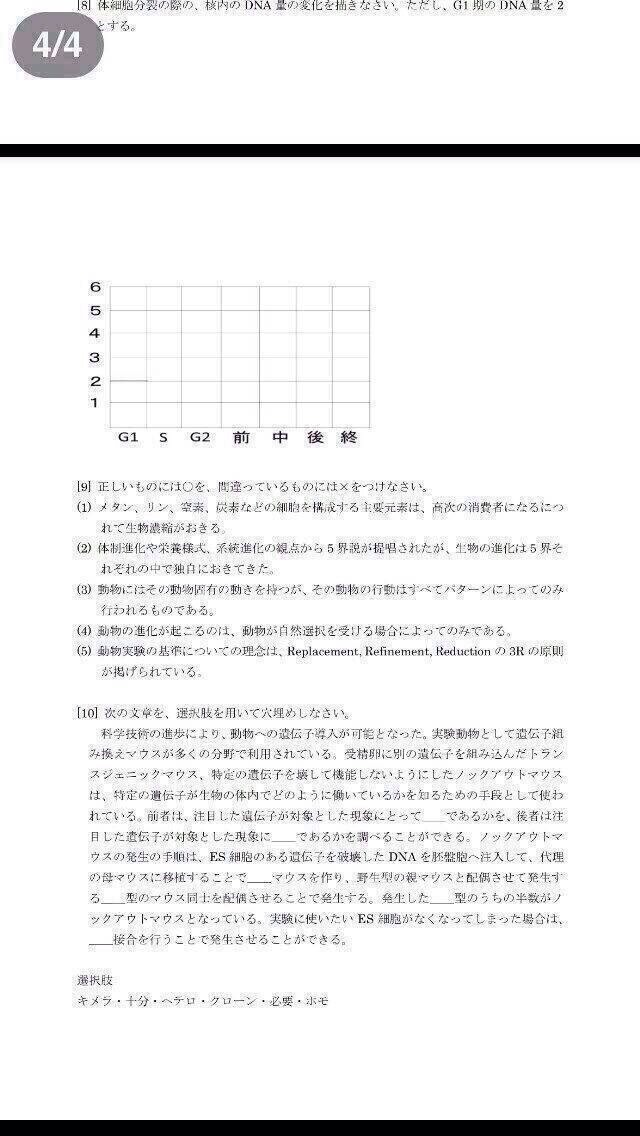 [8] 体細胞分裂の際の、核内の DNA 量の変化を描きなさい。ただし、G1 期の DNA 量を 2
とする。
4/4
6
5
4
3
2
1
G1 S G2 前 中 後 終
[9] 正しいものには○を、間違っているものには×をつけなさい。
(1) メタン、リン、窒素、炭素などの細胞を構成する主要元素は、高次の消費者になるにつ
れて生物濃縮がおきる。
(2) 体制進化や栄養様式、系統進化の観点から 5 界説が提唱されたが、生物の進化は 5 界そ
れぞれの中で独自におきてきた。
(3) 動物にはその動物固有の動きを持つが、その動物の行動はすべてパターンによってのみ
行われるものである。
(4) 動物の進化が起こるのは、動物が自然選択を受ける場合によってのみである。
(5) 動物実験の基準についての理念は、Replacement, Refinement, Reduction の 3R の原則
が掲げられている。
[10] 次の文章を、選択肢を用いて穴埋めしなさい。
科学技術の進歩により、動物への遺伝子導入が可能となった。実験動物として遺伝子組
み換えマウスが多くの分野で利用されている。受精卵に別の遺伝子を組み込んだトラン
スジェニックマウス、特定の遺伝子を壊して機能しないようにしたノックアウトマウス
は、特定の遺伝子が生物の体内でどのように働いているかを知るための手段として使わ
れている。前者は、注目した遺伝子が対象とした現象にとって____であるかを、後者は注
目した遺伝子が対象とした現象に____であるかを調べることができる。ノックアウトマ
ウスの発生の手順は、ES 細胞のある遺伝子を破壊した DNA を胚盤胞へ注入して、代理
の母マウスに移植することで____マウスを作り、野生型の親マウスと配偶させて発生す
る____型のマウス同士を配偶させることで発生する。発生した____型のうちの半数がノ
ックアウトマウスとなっている。実験に使いたい ES 細胞がなくなってしまった場合は、
____接合を行うことで発生させることができる。
選択肢
キメラ・十分・ヘテロ・クローン・必要・ホモ